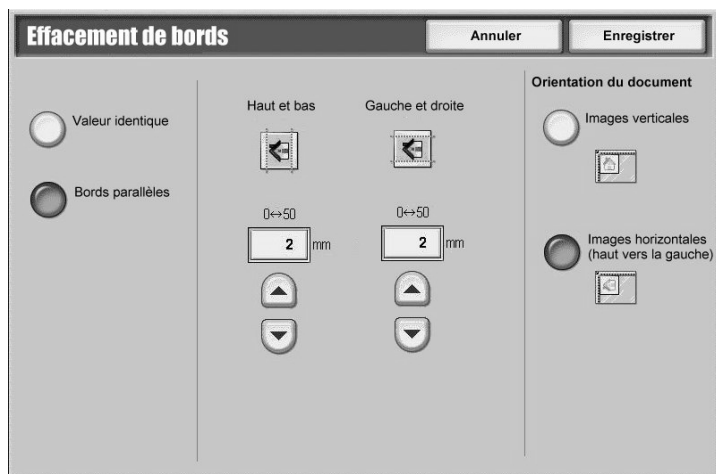 Effacement de bords
Annuler
Enregistrer
Valeur identique
Bords parallèles
Haut et bas
0↔50
2 mm
Gauche et droite
0↔50
2 mm
Orientation du document
Images verticales
Images horizontales
(haut vers la gauche)